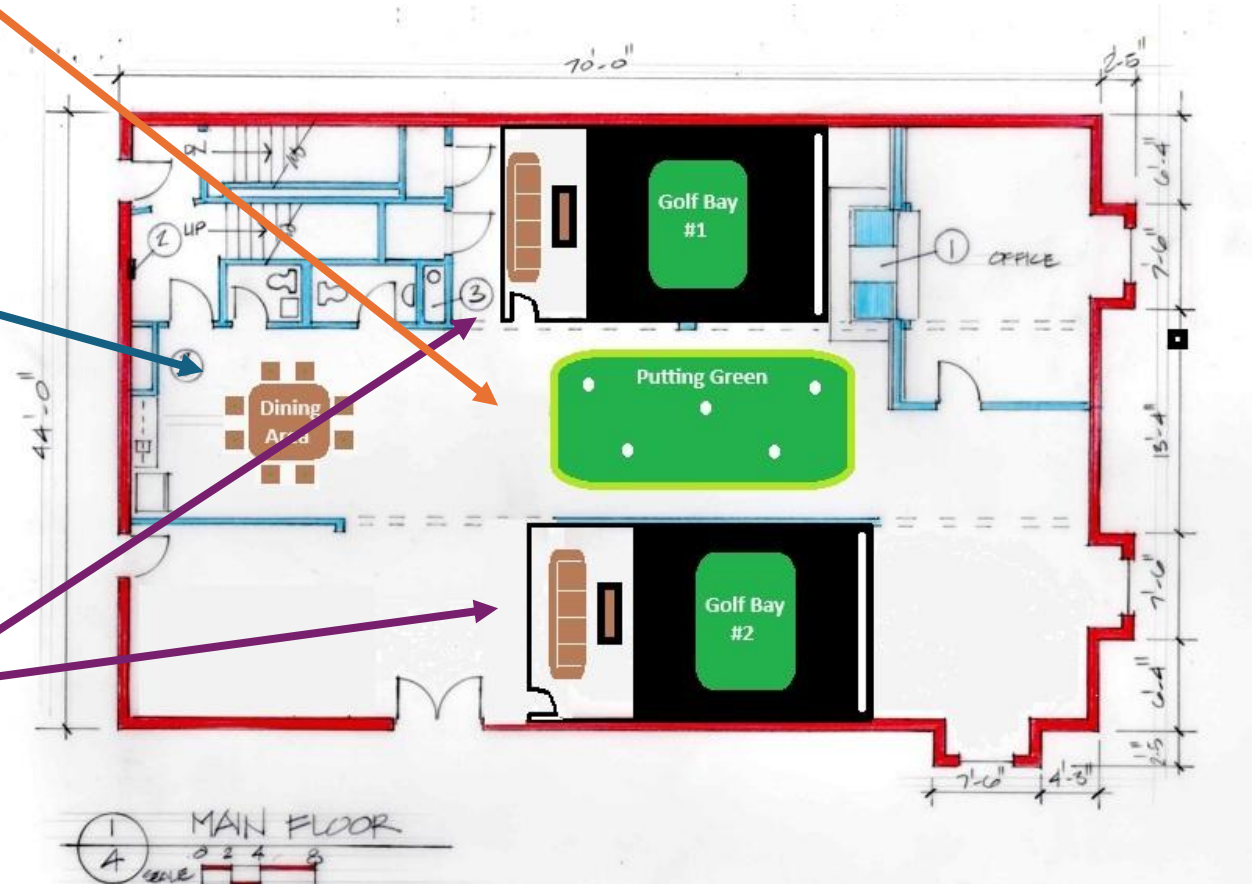 70'-0"
2'-5"
DN
6'-4"
Golf Bay
#1
2
UP
1
OFFICE
7'-6"
3
44'-0"
Putting Green
Dining
Area
13'-4"
7'-6"
Golf Bay
#2
6'-4"
2'-5"
7'-6"
4'-3"
1
4
MAIN FLOOR
SCALE
0 2 4 8